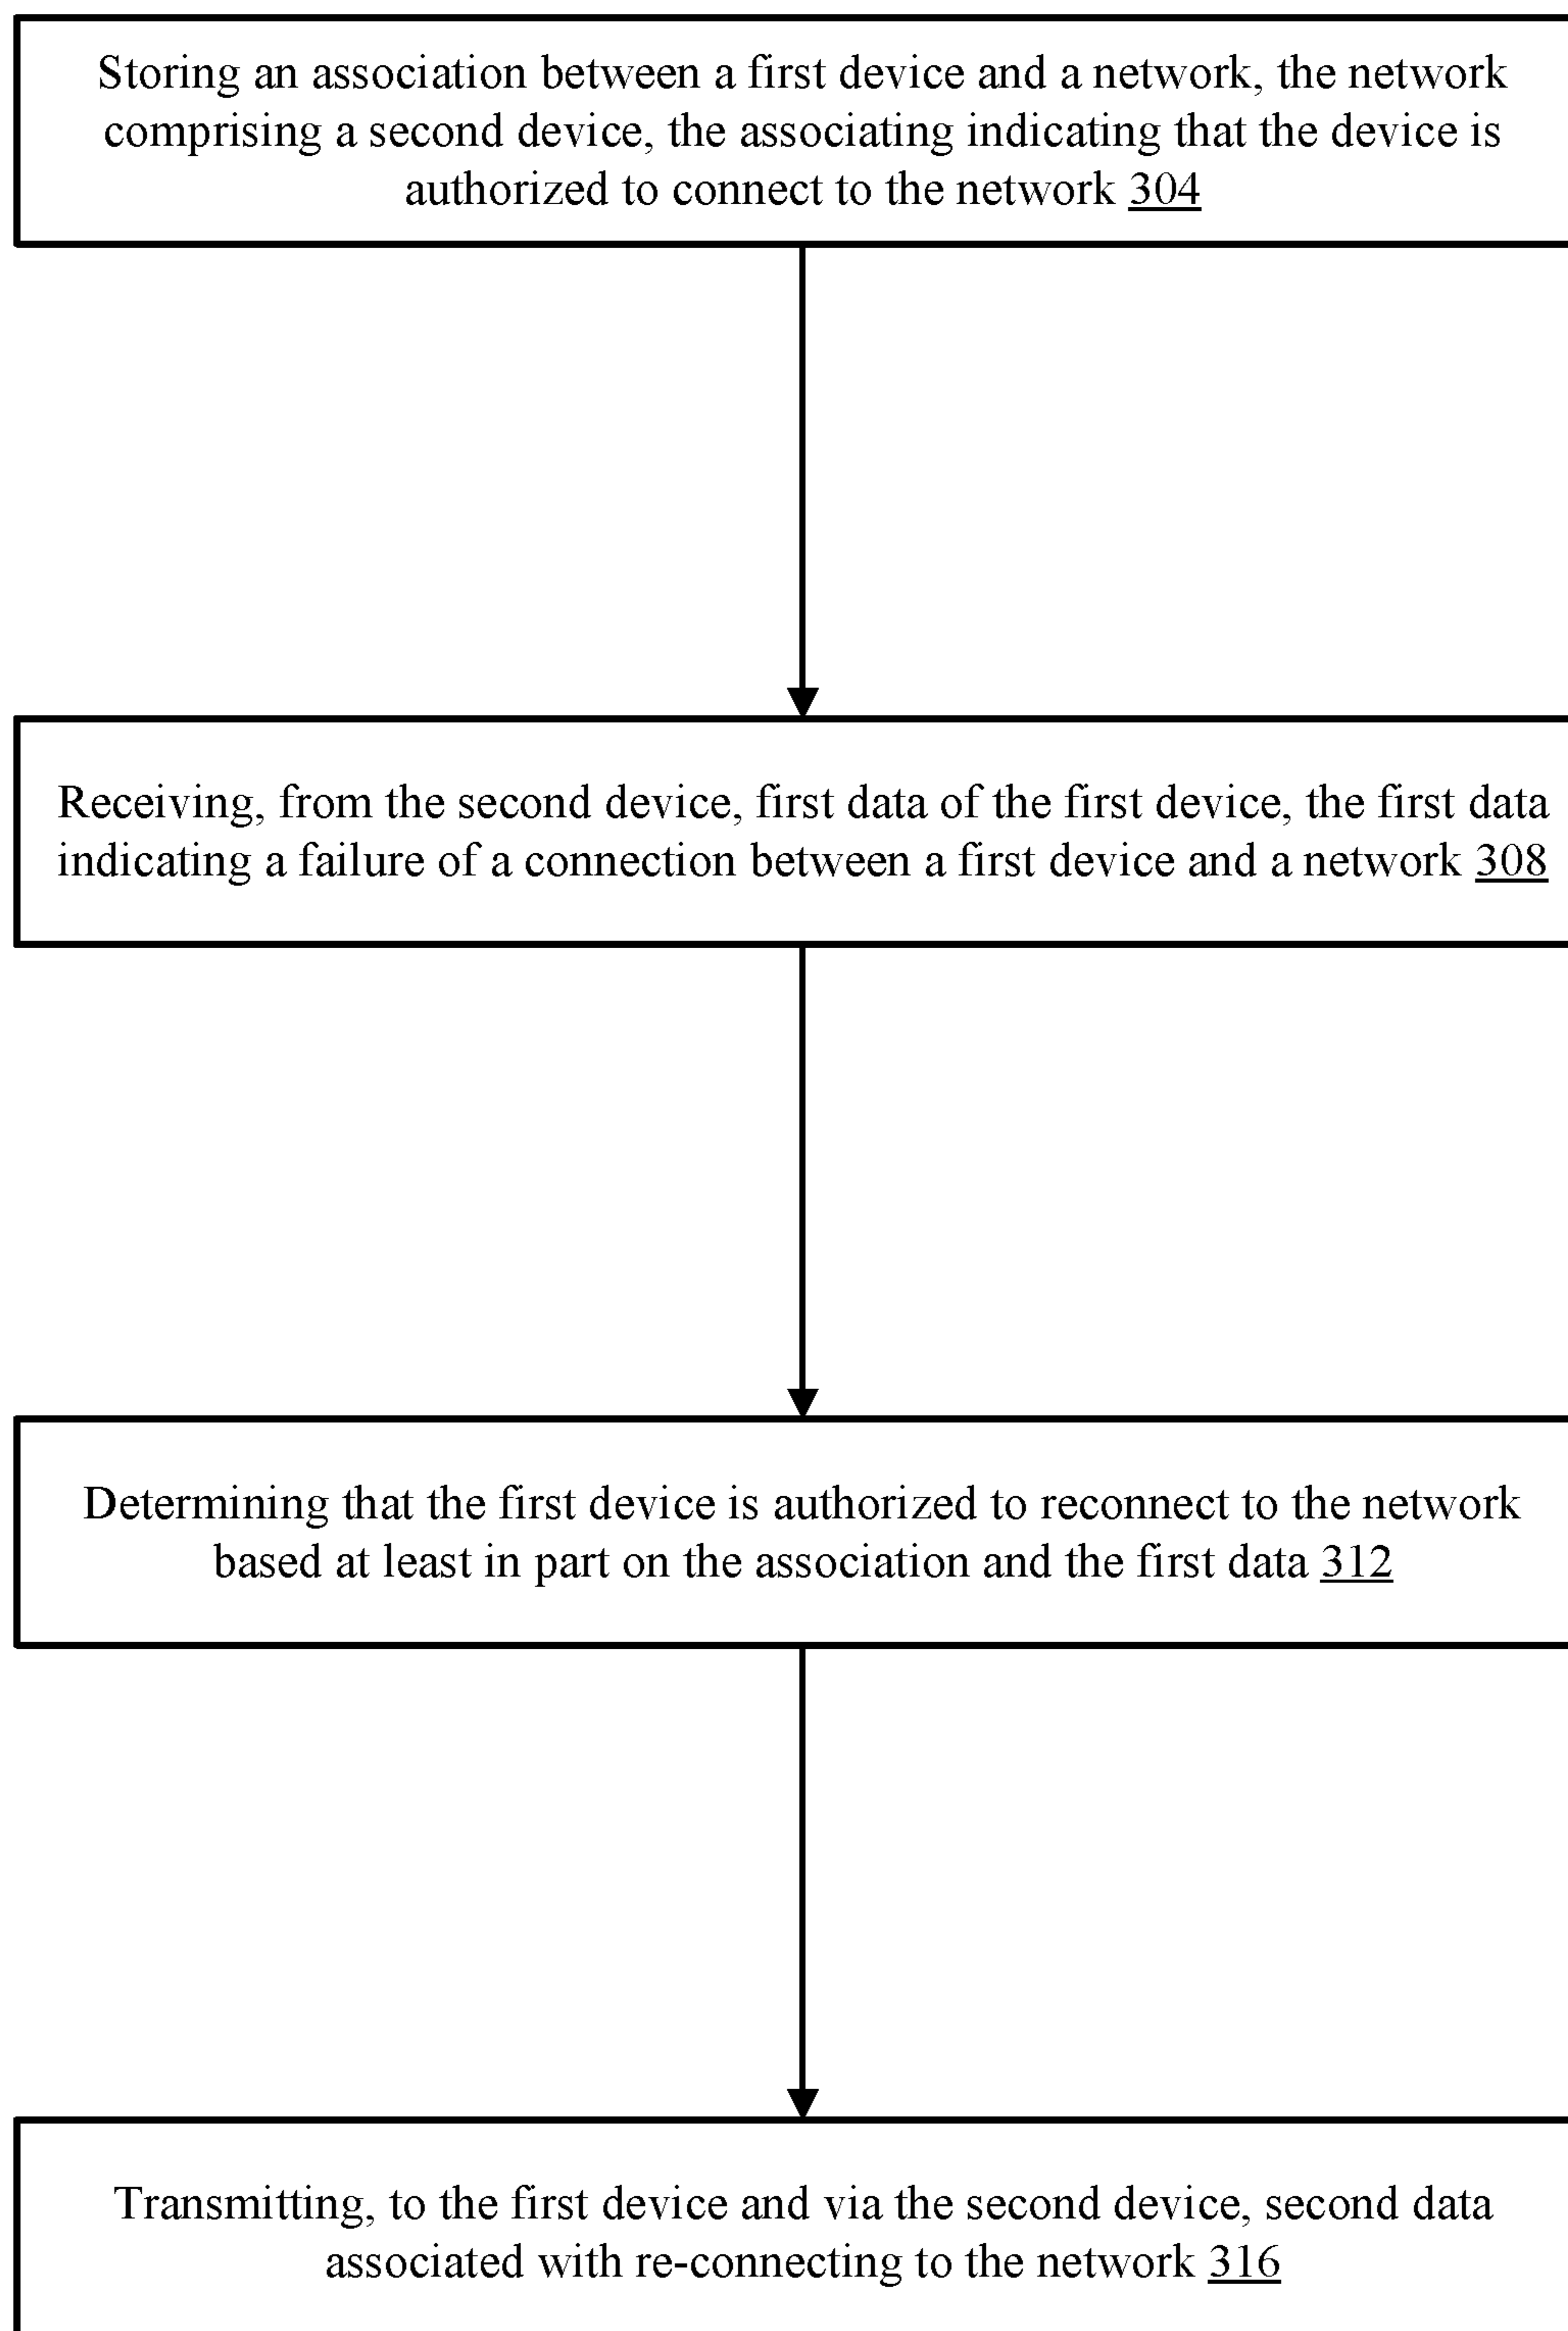 Storing an association between a first device and a network, the network
comprising a second device, the associating indicating that the device is
authorized to connect to the network 304
Receiving, from the second device, first data of the first device, the first data
indicating a failure of a connection between a first device and a network 308
Determining that the first device is authorized to reconnect to the network
based at least in part on the association and the first data 312
Transmitting, to the first device and via the second device, second data
associated with re-connecting to the network 316